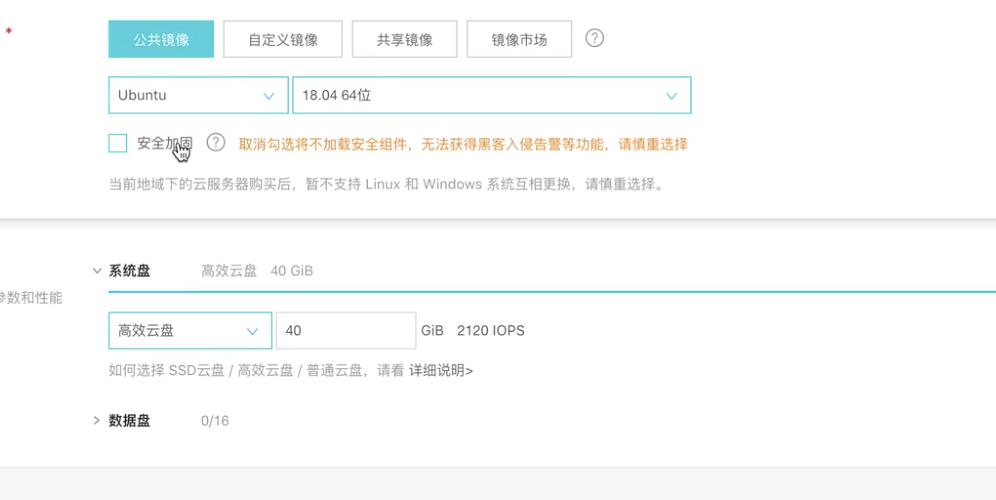 *
公共镜像 自定义镜像 共享镜像 镜像市场 ?
Ubuntu 18.04 64位
安全加固 ? 取消勾选将不加载安全组件，无法获得黑客入侵告警等功能，请慎重选择
当前地域下的云服务器购买后，暂不支持 Linux 和 Windows 系统互相更换，请慎重选择。
系统盘 高效云盘 40 GiB
参数和性能
高效云盘 40 GiB 2120 IOPS
如何选择 SSD云盘 / 高效云盘 / 普通云盘，请看 详细说明>
数据盘 0/16